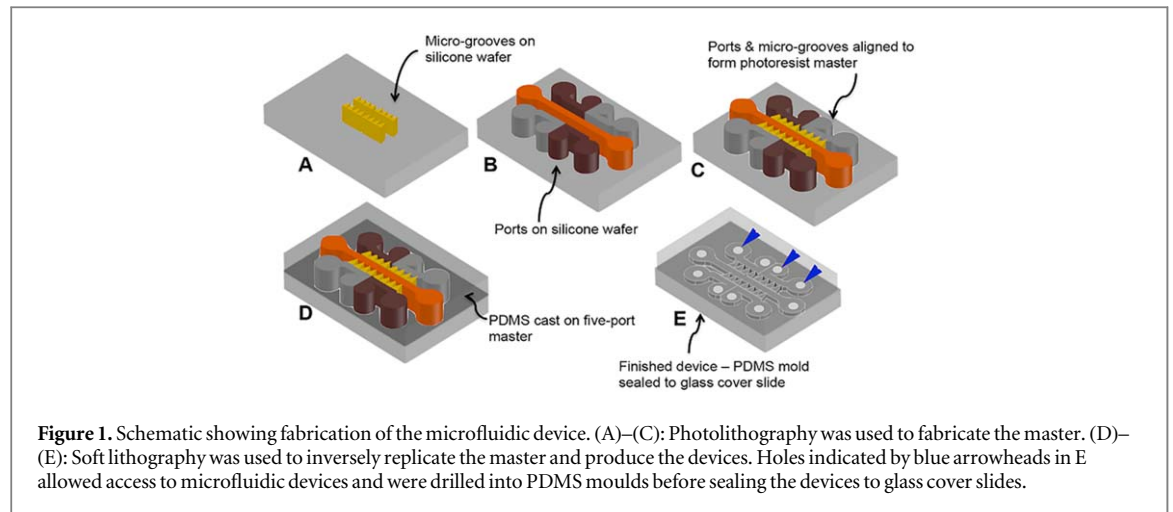 Micro-grooves on
silicone wafer
Ports & micro-grooves aligned to
form photoresist master
A
B
C
Ports on silicone wafer
D
PDMS cast on five-port
master
E
Finished device – PDMS mold
sealed to glass cover slide
Figure 1. Schematic showing fabrication of the microfluidic device. (A)–(C): Photolithography was used to fabricate the master. (D)–
(E): Soft lithography was used to inversely replicate the master and produce the devices. Holes indicated by blue arrowheads in E
allowed access to microfluidic devices and were drilled into PDMS moulds before sealing the devices to glass cover slides.